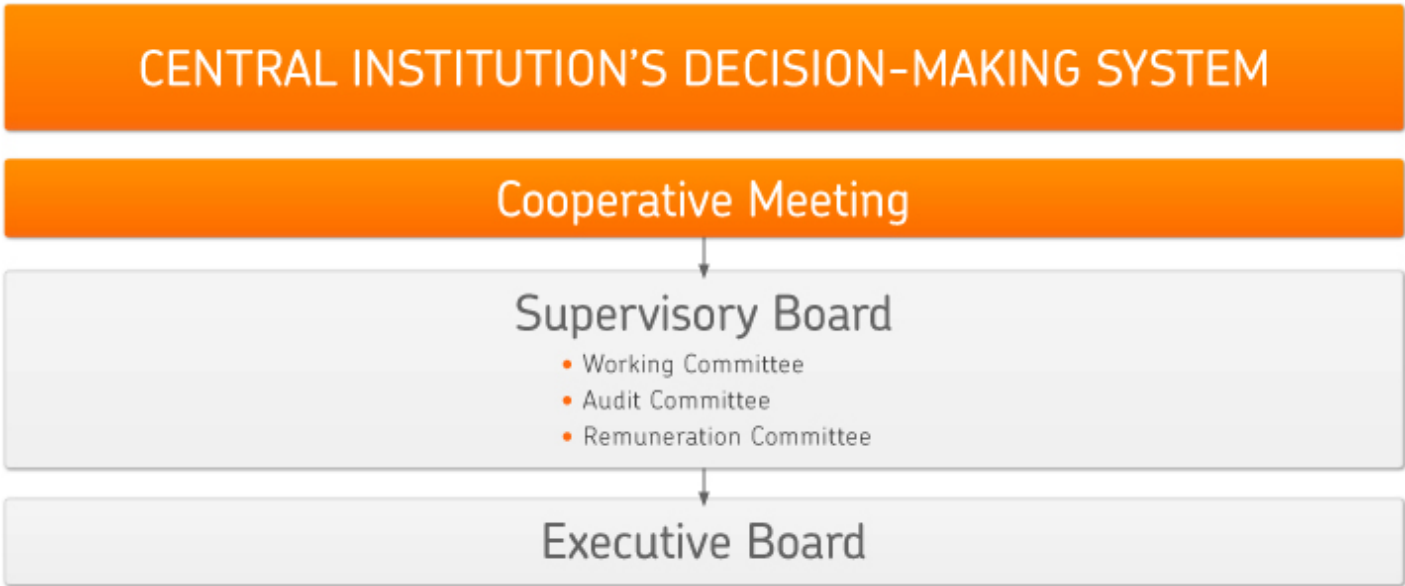 CENTRAL INSTITUTION'S DECISION-MAKING SYSTEM
Cooperative Meeting
Supervisory Board
• Working Committee
• Audit Committee
• Remuneration Committee
Executive Board